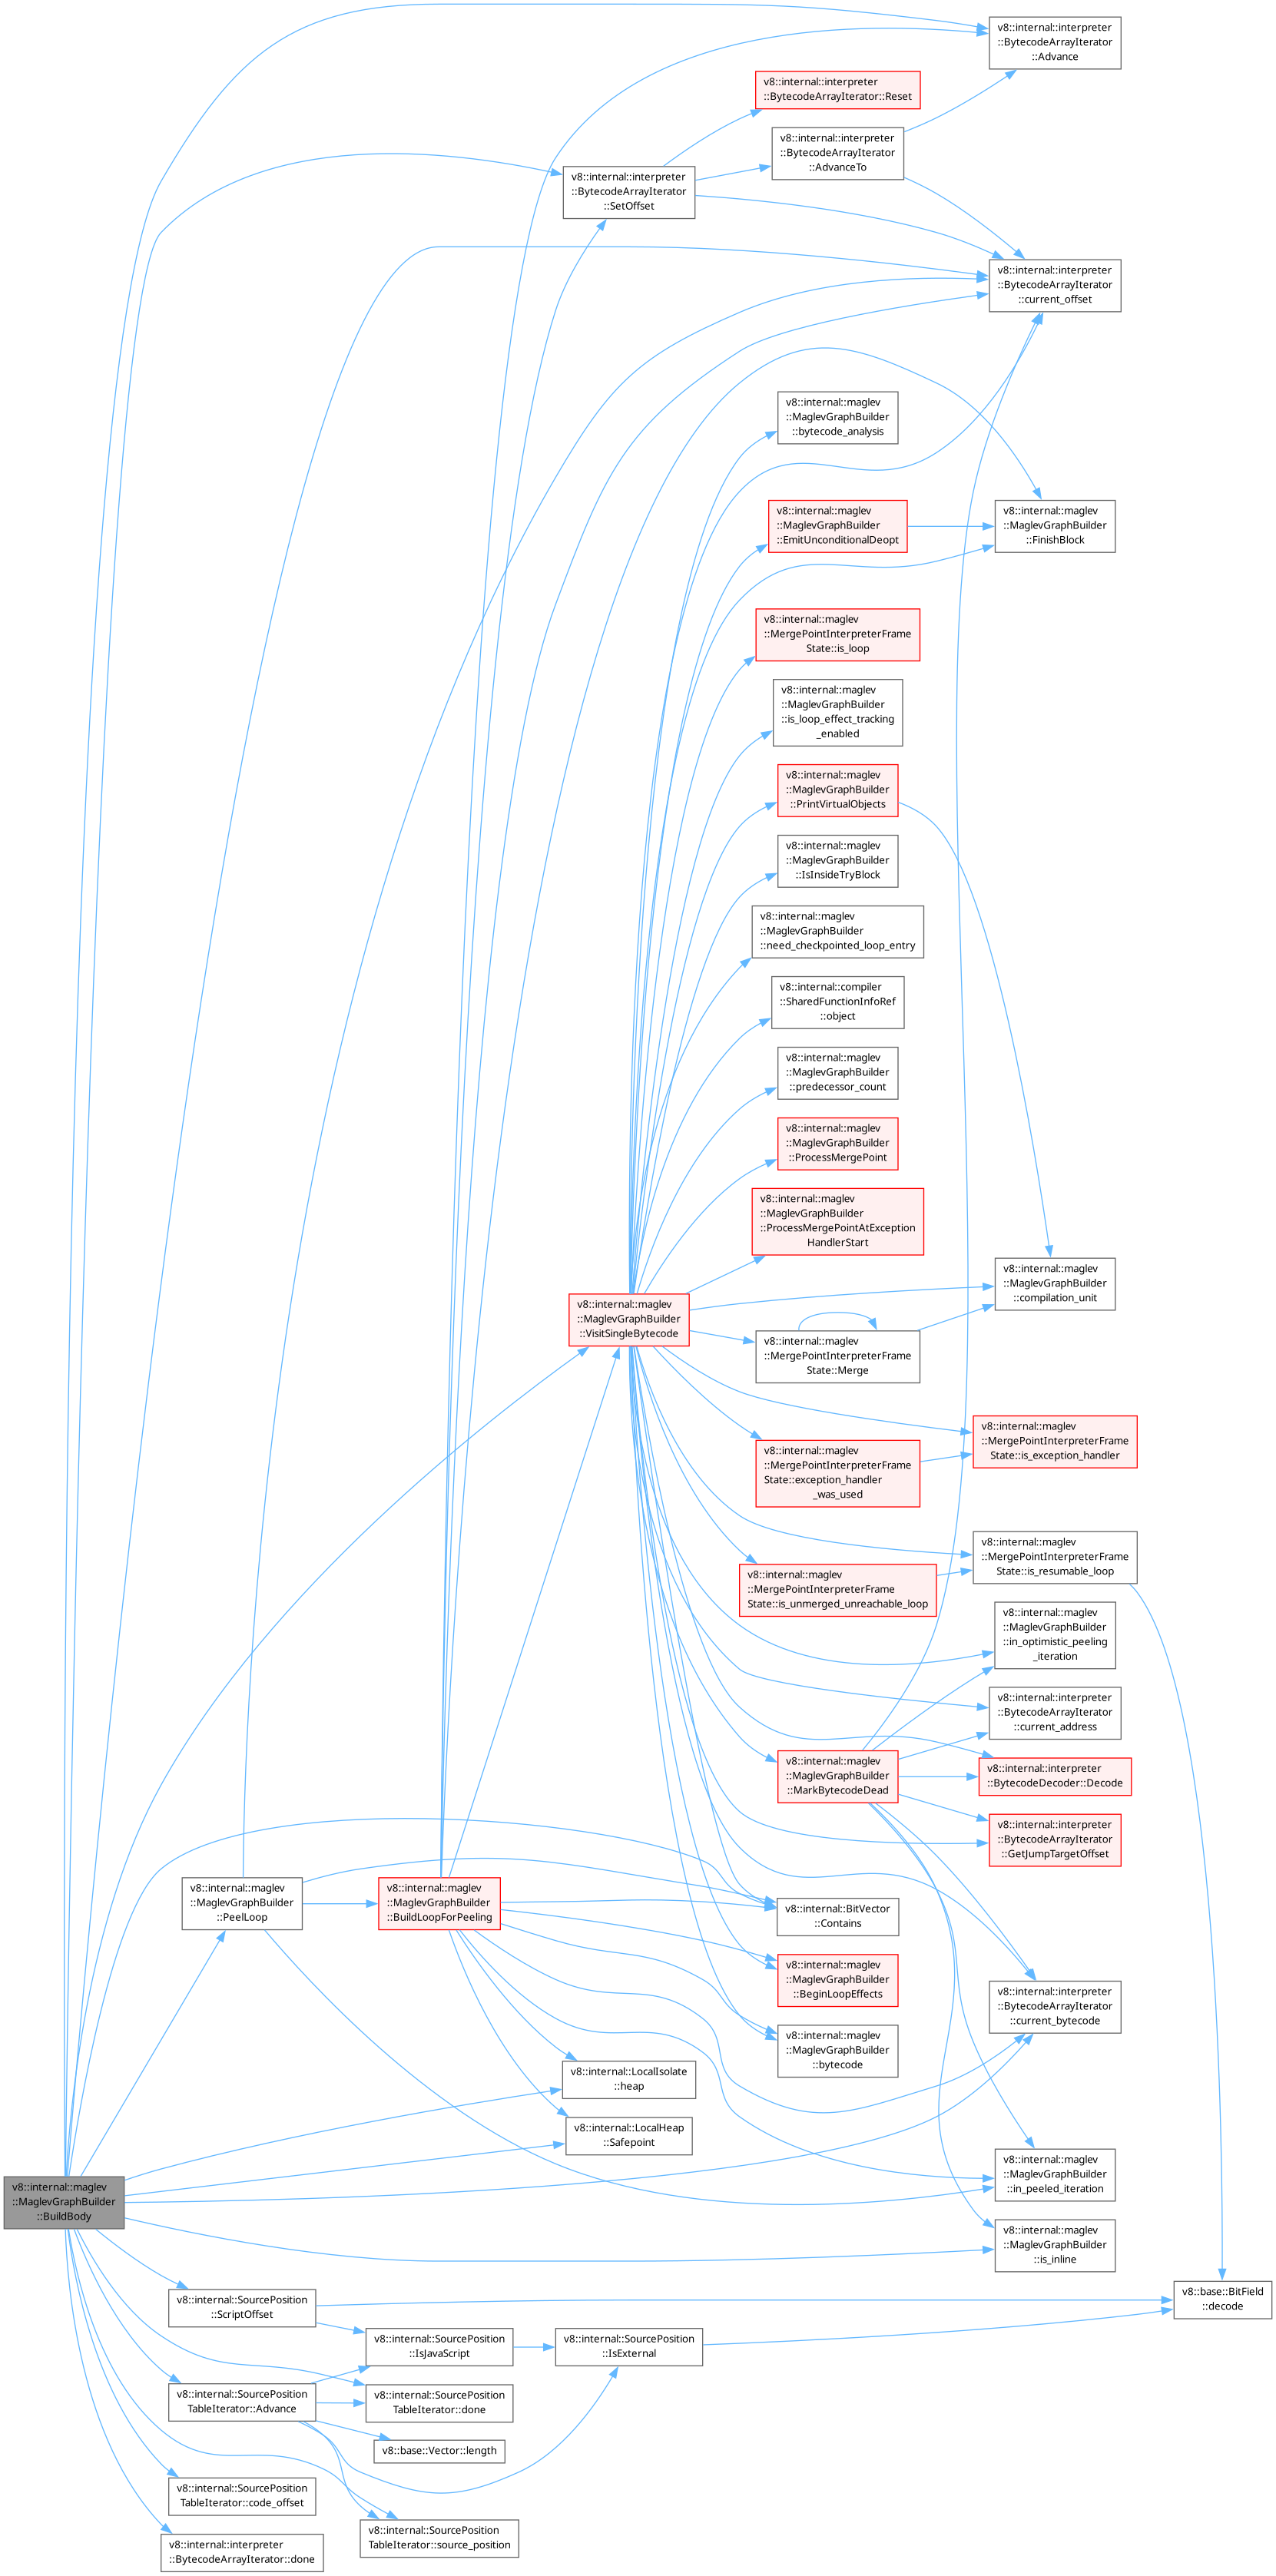 v8::internal::interpreter
::BytecodeArrayIterator
::Advance
v8::internal::interpreter
::BytecodeArrayIterator::Reset
v8::internal::interpreter
::BytecodeArrayIterator
::AdvanceTo
v8::internal::interpreter
::BytecodeArrayIterator
::SetOffset
v8::internal::interpreter
::BytecodeArrayIterator
::current_offset
v8::internal::maglev
::MaglevGraphBuilder
::bytecode_analysis
v8::internal::maglev
::MaglevGraphBuilder
::EmitUnconditionalDeopt
v8::internal::maglev
::MaglevGraphBuilder
::FinishBlock
v8::internal::maglev
::MergePointInterpreterFrame
State::is_loop
v8::internal::maglev
::MaglevGraphBuilder
::is_loop_effect_tracking
_enabled
v8::internal::maglev
::MaglevGraphBuilder
::PrintVirtualObjects
v8::internal::maglev
::MaglevGraphBuilder
::IsInsideTryBlock
v8::internal::maglev
::MaglevGraphBuilder
::need_checkpointed_loop_entry
v8::internal::compiler
::SharedFunctionInfoRef
::object
v8::internal::maglev
::MaglevGraphBuilder
::predecessor_count
v8::internal::maglev
::MaglevGraphBuilder
::ProcessMergePoint
v8::internal::maglev
::MaglevGraphBuilder
::ProcessMergePointAtException
HandlerStart
v8::internal::maglev
::MaglevGraphBuilder
::compilation_unit
v8::internal::maglev
::MaglevGraphBuilder
::VisitSingleBytecode
v8::internal::maglev
::MergePointInterpreterFrame
State::Merge
v8::internal::maglev
::MergePointInterpreterFrame
State::is_exception_handler
v8::internal::maglev
::MergePointInterpreterFrame
State::exception_handler
_was_used
v8::internal::maglev
::MergePointInterpreterFrame
State::is_resumable_loop
v8::internal::maglev
::MergePointInterpreterFrame
State::is_unmerged_unreachable_loop
v8::internal::maglev
::MaglevGraphBuilder
::in_optimistic_peeling
_iteration
v8::internal::interpreter
::BytecodeArrayIterator
::current_address
v8::internal::maglev
::MaglevGraphBuilder
::MarkBytecodeDead
v8::internal::interpreter
::BytecodeDecoder::Decode
v8::internal::interpreter
::BytecodeArrayIterator
::GetJumpTargetOffset
v8::internal::maglev
::MaglevGraphBuilder
::PeelLoop
v8::internal::maglev
::MaglevGraphBuilder
::BuildLoopForPeeling
v8::internal::BitVector
::Contains
v8::internal::maglev
::MaglevGraphBuilder
::BeginLoopEffects
v8::internal::interpreter
::BytecodeArrayIterator
::current_bytecode
v8::internal::maglev
::MaglevGraphBuilder
::bytecode
v8::internal::LocalIsolate
::heap
v8::internal::LocalHeap
::Safepoint
v8::internal::maglev
::MaglevGraphBuilder
::in_peeled_iteration
v8::internal::maglev
::MaglevGraphBuilder
::BuildBody
v8::internal::maglev
::MaglevGraphBuilder
::is_inline
v8::base::BitField
::decode
v8::internal::SourcePosition
::ScriptOffset
v8::internal::SourcePosition
::IsJavaScript
v8::internal::SourcePosition
::IsExternal
v8::internal::SourcePosition
TableIterator::Advance
v8::internal::SourcePosition
TableIterator::done
v8::base::Vector::length
v8::internal::SourcePosition
TableIterator::code_offset
v8::internal::SourcePosition
TableIterator::source_position
v8::internal::interpreter
::BytecodeArrayIterator::done